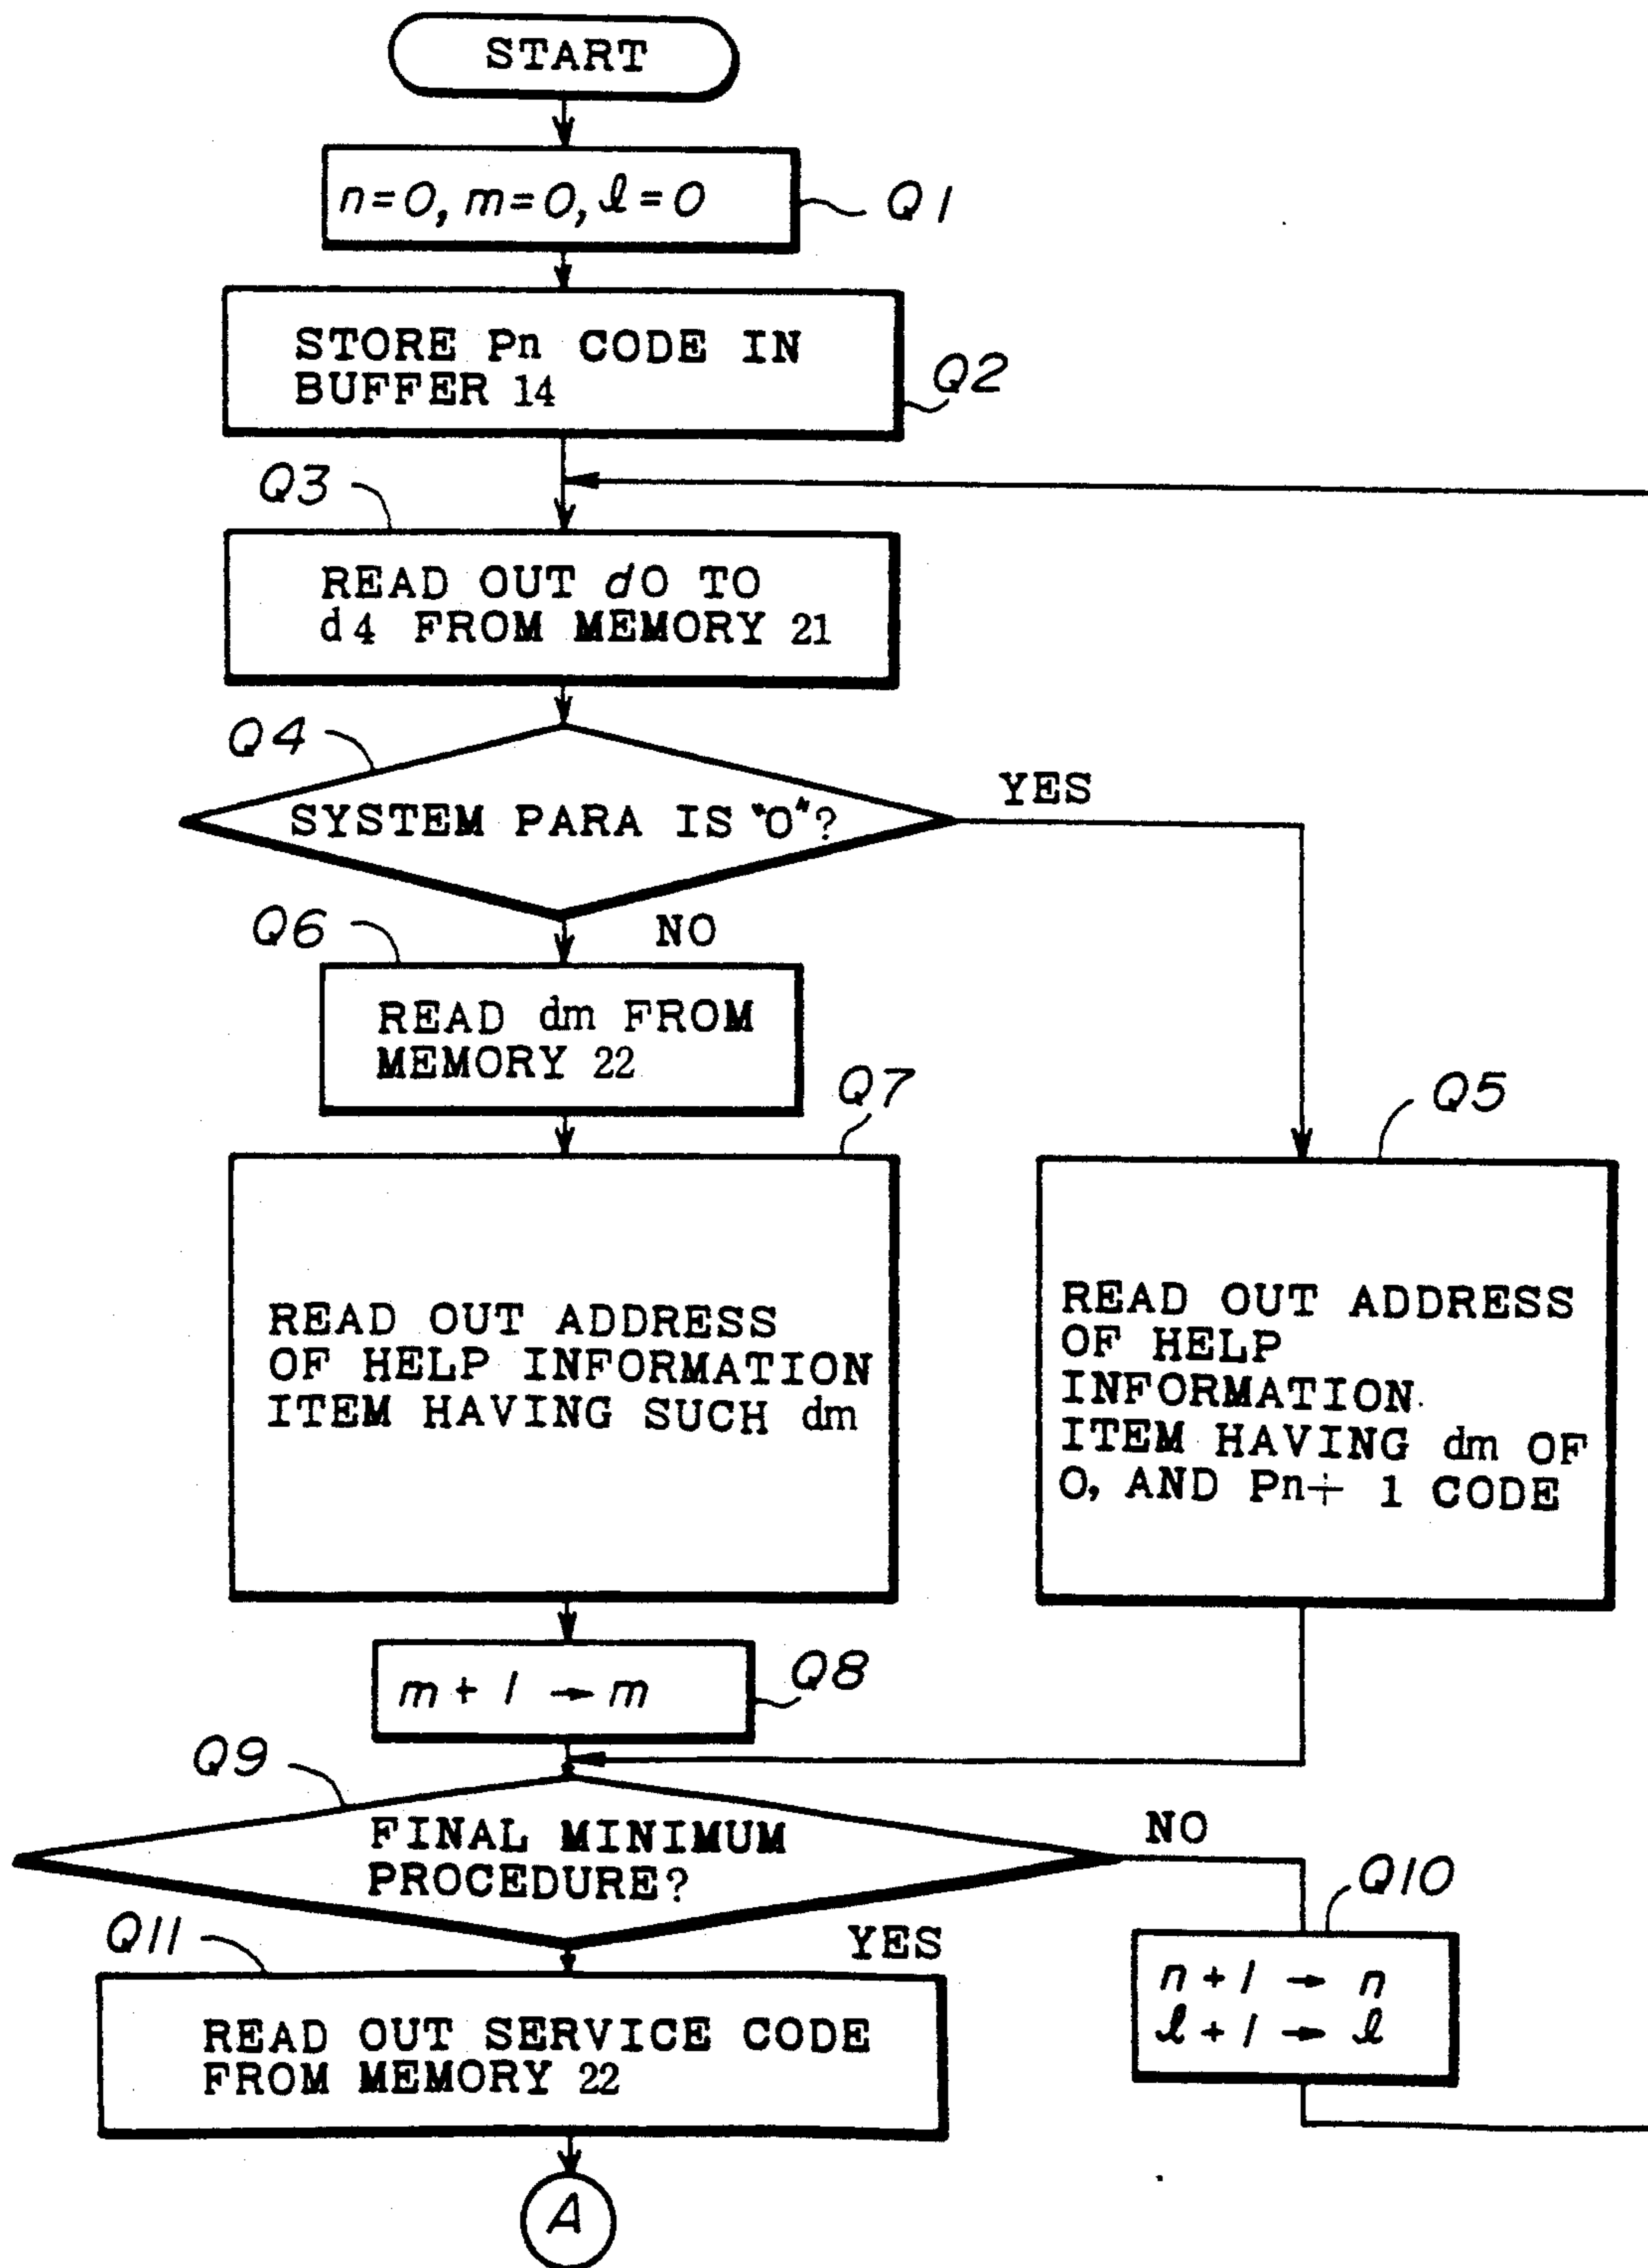 START
n=0, m=0, ℓ=0
Q1
STORE Pn CODE IN
BUFFER 14
Q2
Q3
READ OUT d0 TO
d4 FROM MEMORY 21
Q4
SYSTEM PARA IS "0"?
YES
NO
Q6
READ dm FROM
MEMORY 22
Q7
READ OUT ADDRESS
OF HELP INFORMATION
ITEM HAVING SUCH dm
Q5
READ OUT ADDRESS
OF HELP
INFORMATION
ITEM HAVING dm OF
0, AND Pn+ 1 CODE
m + 1 → m
Q8
Q9
FINAL MINIMUM
PROCEDURE?
NO
YES
Q10
n + 1 → n
ℓ + 1 → ℓ
Q11
READ OUT SERVICE CODE
FROM MEMORY 22
A